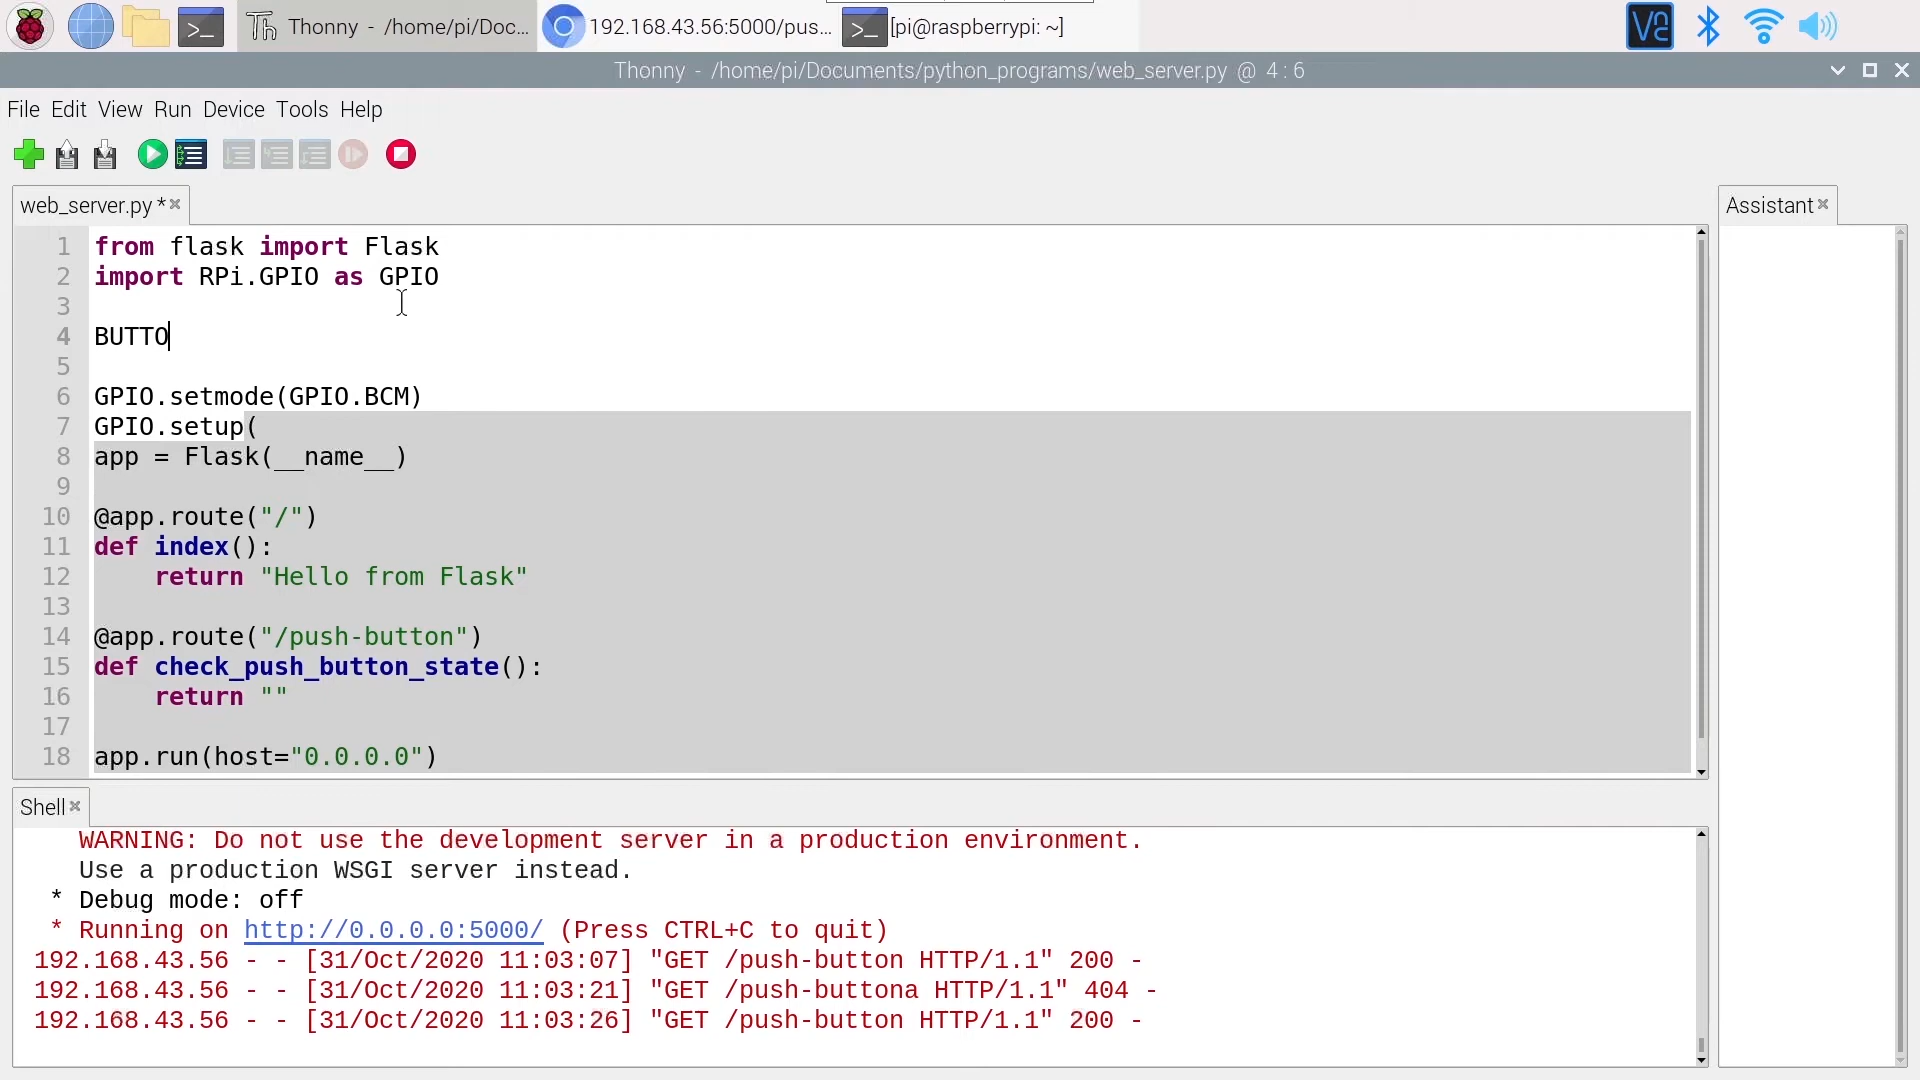 Thonny - /home/pi/Doc...
192.168.43.56:5000/pus...
[pi@raspberrypi: ~]
Thonny - /home/pi/Documents/python_programs/web_server.py @ 4:6
File Edit View Run Device Tools Help
web_server.py *
Assistant
1 from flask import Flask
2 import RPi.GPIO as GPIO
3
4 BUTTO
5
6 GPIO.setmode(GPIO.BCM)
7 GPIO.setup(
8 app = Flask(__name__)
9
10 @app.route("/")
11 def index():
12     return "Hello from Flask"
13
14 @app.route("/push-button")
15 def check_push_button_state():
16     return ""
17
18 app.run(host="0.0.0.0")
Shell
WARNING: Do not use the development server in a production environment.
Use a production WSGI server instead.
* Debug mode: off
* Running on http://0.0.0.0:5000/ (Press CTRL+C to quit)
192.168.43.56 - - [31/Oct/2020 11:03:07] "GET /push-button HTTP/1.1" 200 -
192.168.43.56 - - [31/Oct/2020 11:03:21] "GET /push-buttona HTTP/1.1" 404 -
192.168.43.56 - - [31/Oct/2020 11:03:26] "GET /push-button HTTP/1.1" 200 -